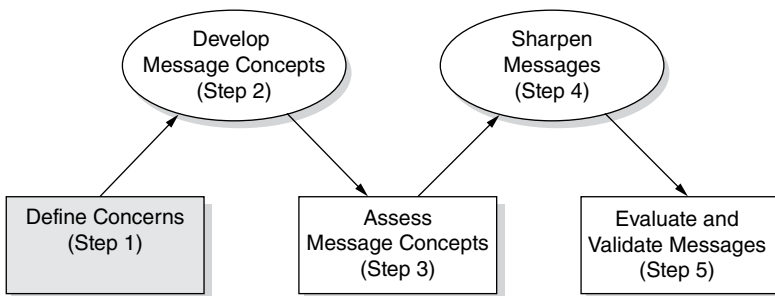 Develop
Message Concepts
(Step 2)
Sharpen
Messages
(Step 4)
Define Concerns
(Step 1)
Assess
Message Concepts
(Step 3)
Evaluate and
Validate Messages
(Step 5)